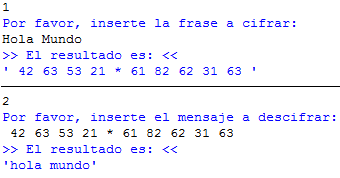 1
Por favor, inserte la frase a cifrar:
Hola Mundo
>> El resultado es: <<
' 42 63 53 21 * 61 82 62 31 63 '
2
Por favor, inserte el mensaje a descifrar:
42 63 53 21 * 61 82 62 31 63
>> El resultado es: <<
'hola mundo'